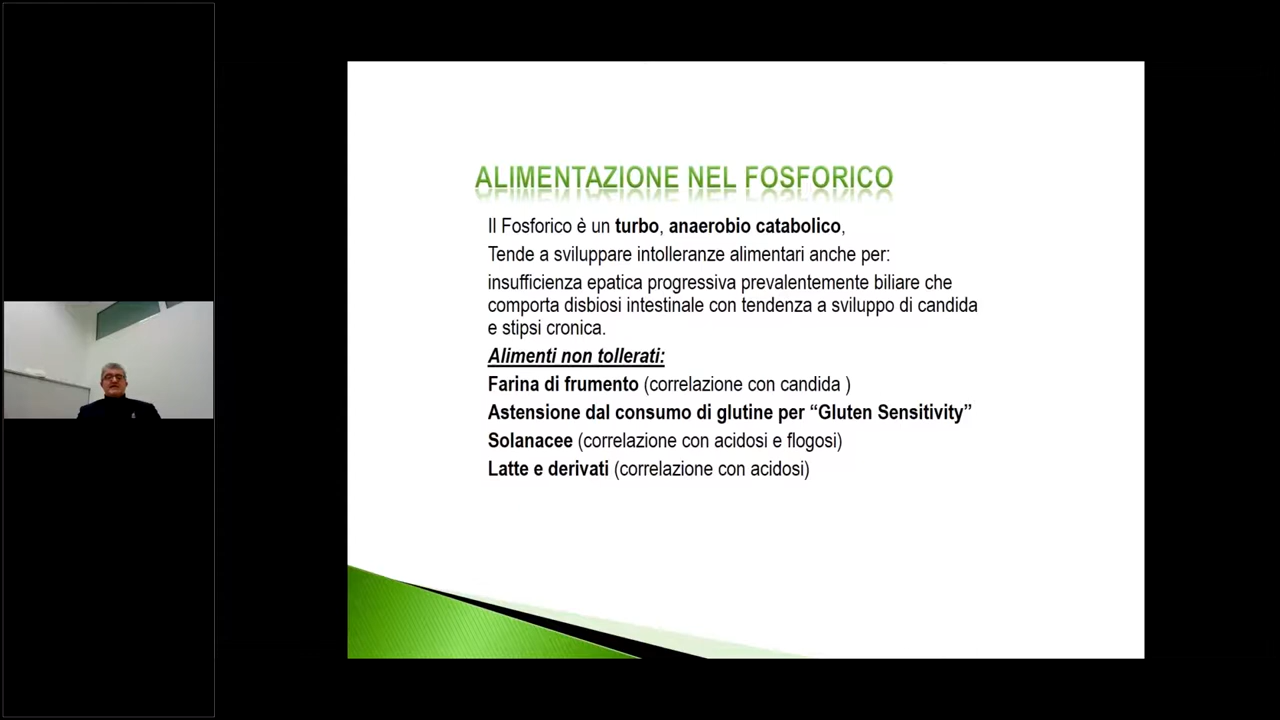 ALIMENTAZIONE NEL FOSFORICO
Il Fosforico è un turbo, anaerobio catabolico,
Tende a sviluppare intolleranze alimentari anche per:
insufficienza epatica progressiva prevalentemente biliare che
comporta disbiosi intestinale con tendenza a sviluppo di candida
e stipsi cronica.
Alimenti non tollerati:
Farina di frumento (correlazione con candida )
Astensione dal consumo di glutine per “Gluten Sensitivity”
Solanacee (correlazione con acidosi e flogosi)
Latte e derivati (correlazione con acidosi)